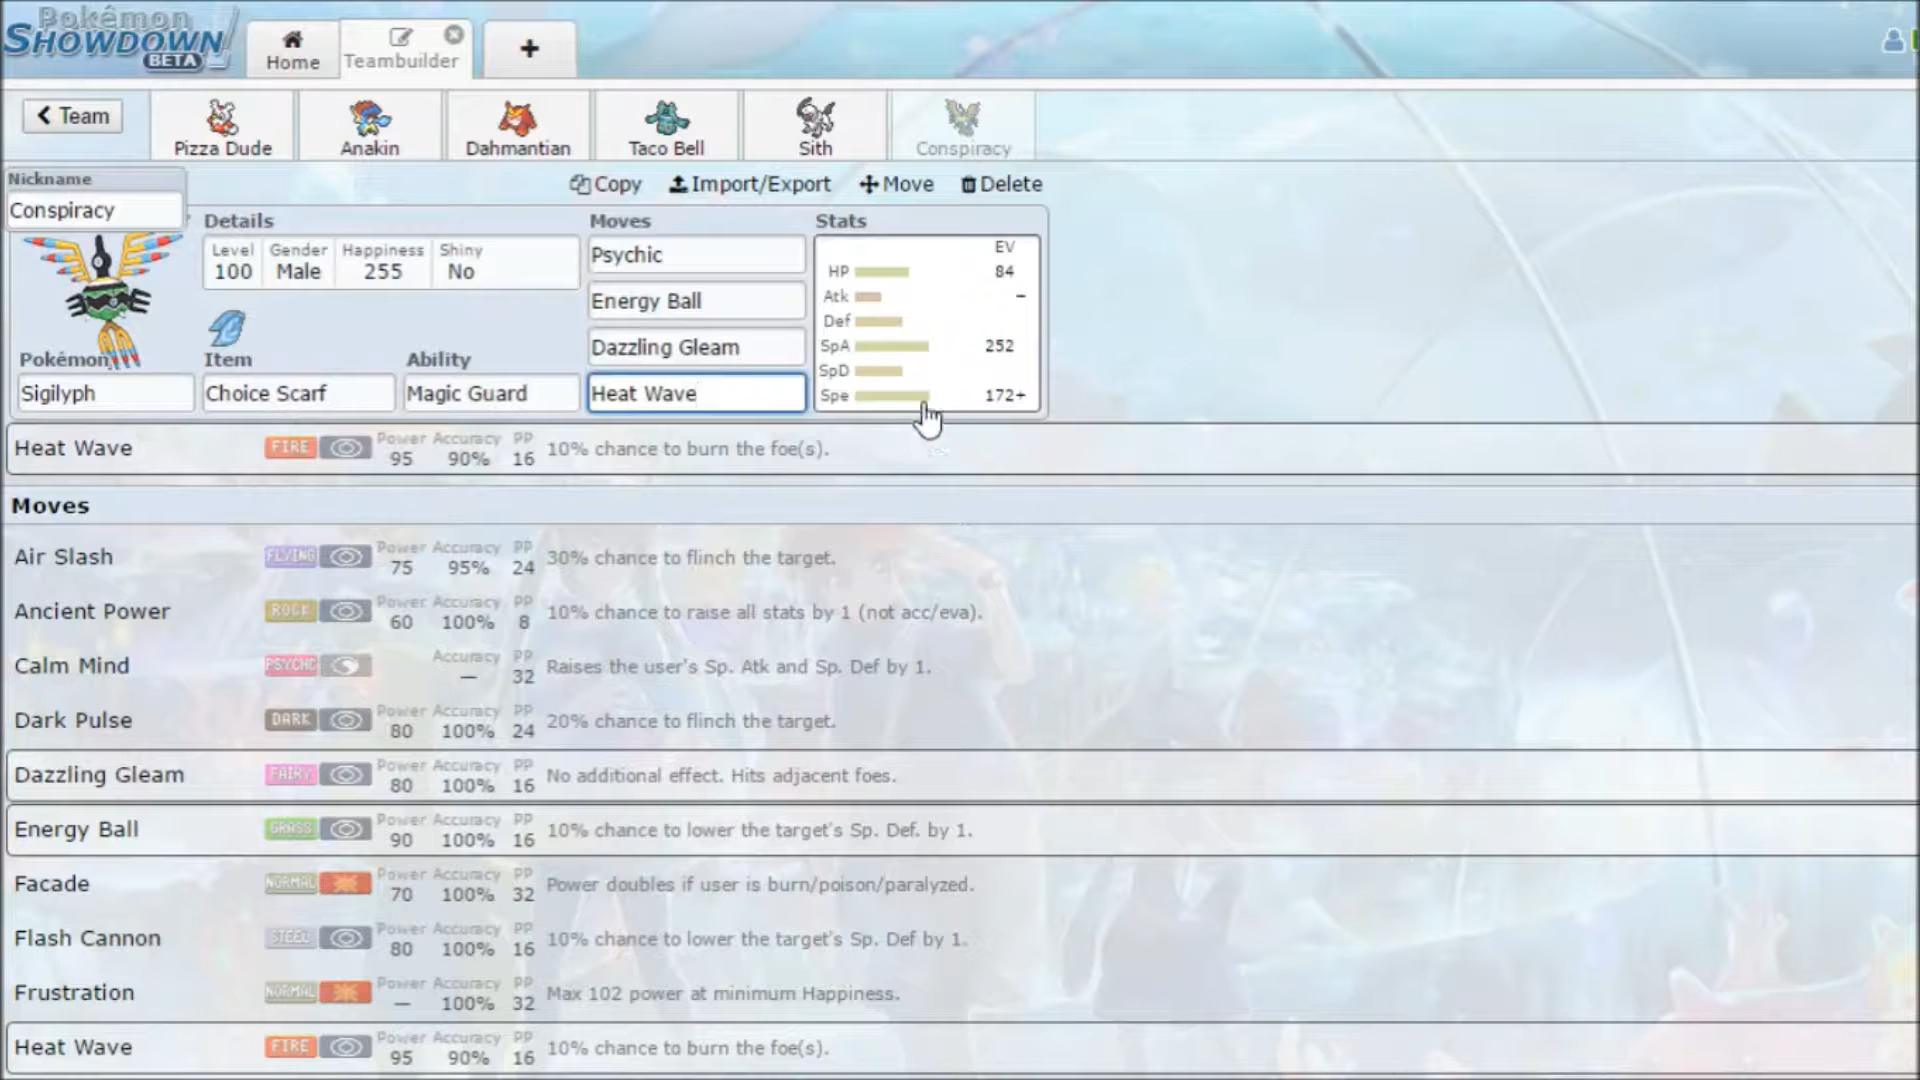 Pokémon
SHOWDOWN
BETA
Home
Teambuilder
+
Team
Pizza Dude
Anakin
Dahmantian
Taco Bell
Sith
Conspiracy
Nickname
Conspiracy
Copy
Import/Export
Move
Delete
Details
Moves
Stats
Level
100
Gender
Male
Happiness
255
Shiny
No
Pokémon
Sigilyph
Item
Choice Scarf
Ability
Magic Guard
Psychic
Energy Ball
Dazzling Gleam
Heat Wave
EV
HP 84
Atk –
Def
SpA 252
SpD
Spe 172+
Heat Wave FIRE Power 95 Accuracy 90% PP 16 10% chance to burn the foe(s).
Moves
Air Slash FLYING Power 75 Accuracy 95% PP 24 30% chance to flinch the target.
Ancient Power ROCK Power 60 Accuracy 100% PP 8 10% chance to raise all stats by 1 (not acc/eva).
Calm Mind PSYCHC Accuracy — PP 32 Raises the user's Sp. Atk and Sp. Def by 1.
Dark Pulse DARK Power 80 Accuracy 100% PP 24 20% chance to flinch the target.
Dazzling Gleam FAIRY Power 80 Accuracy 100% PP 16 No additional effect. Hits adjacent foes.
Energy Ball GRASS Power 90 Accuracy 100% PP 16 10% chance to lower the target's Sp. Def. by 1.
Facade NORMAL Power 70 Accuracy 100% PP 32 Power doubles if user is burn/poison/paralyzed.
Flash Cannon STEEL Power 80 Accuracy 100% PP 16 10% chance to lower the target's Sp. Def by 1.
Frustration NORMAL Power — Accuracy 100% PP 32 Max 102 power at minimum Happiness.
Heat Wave FIRE Power 95 Accuracy 90% PP 16 10% chance to burn the foe(s).